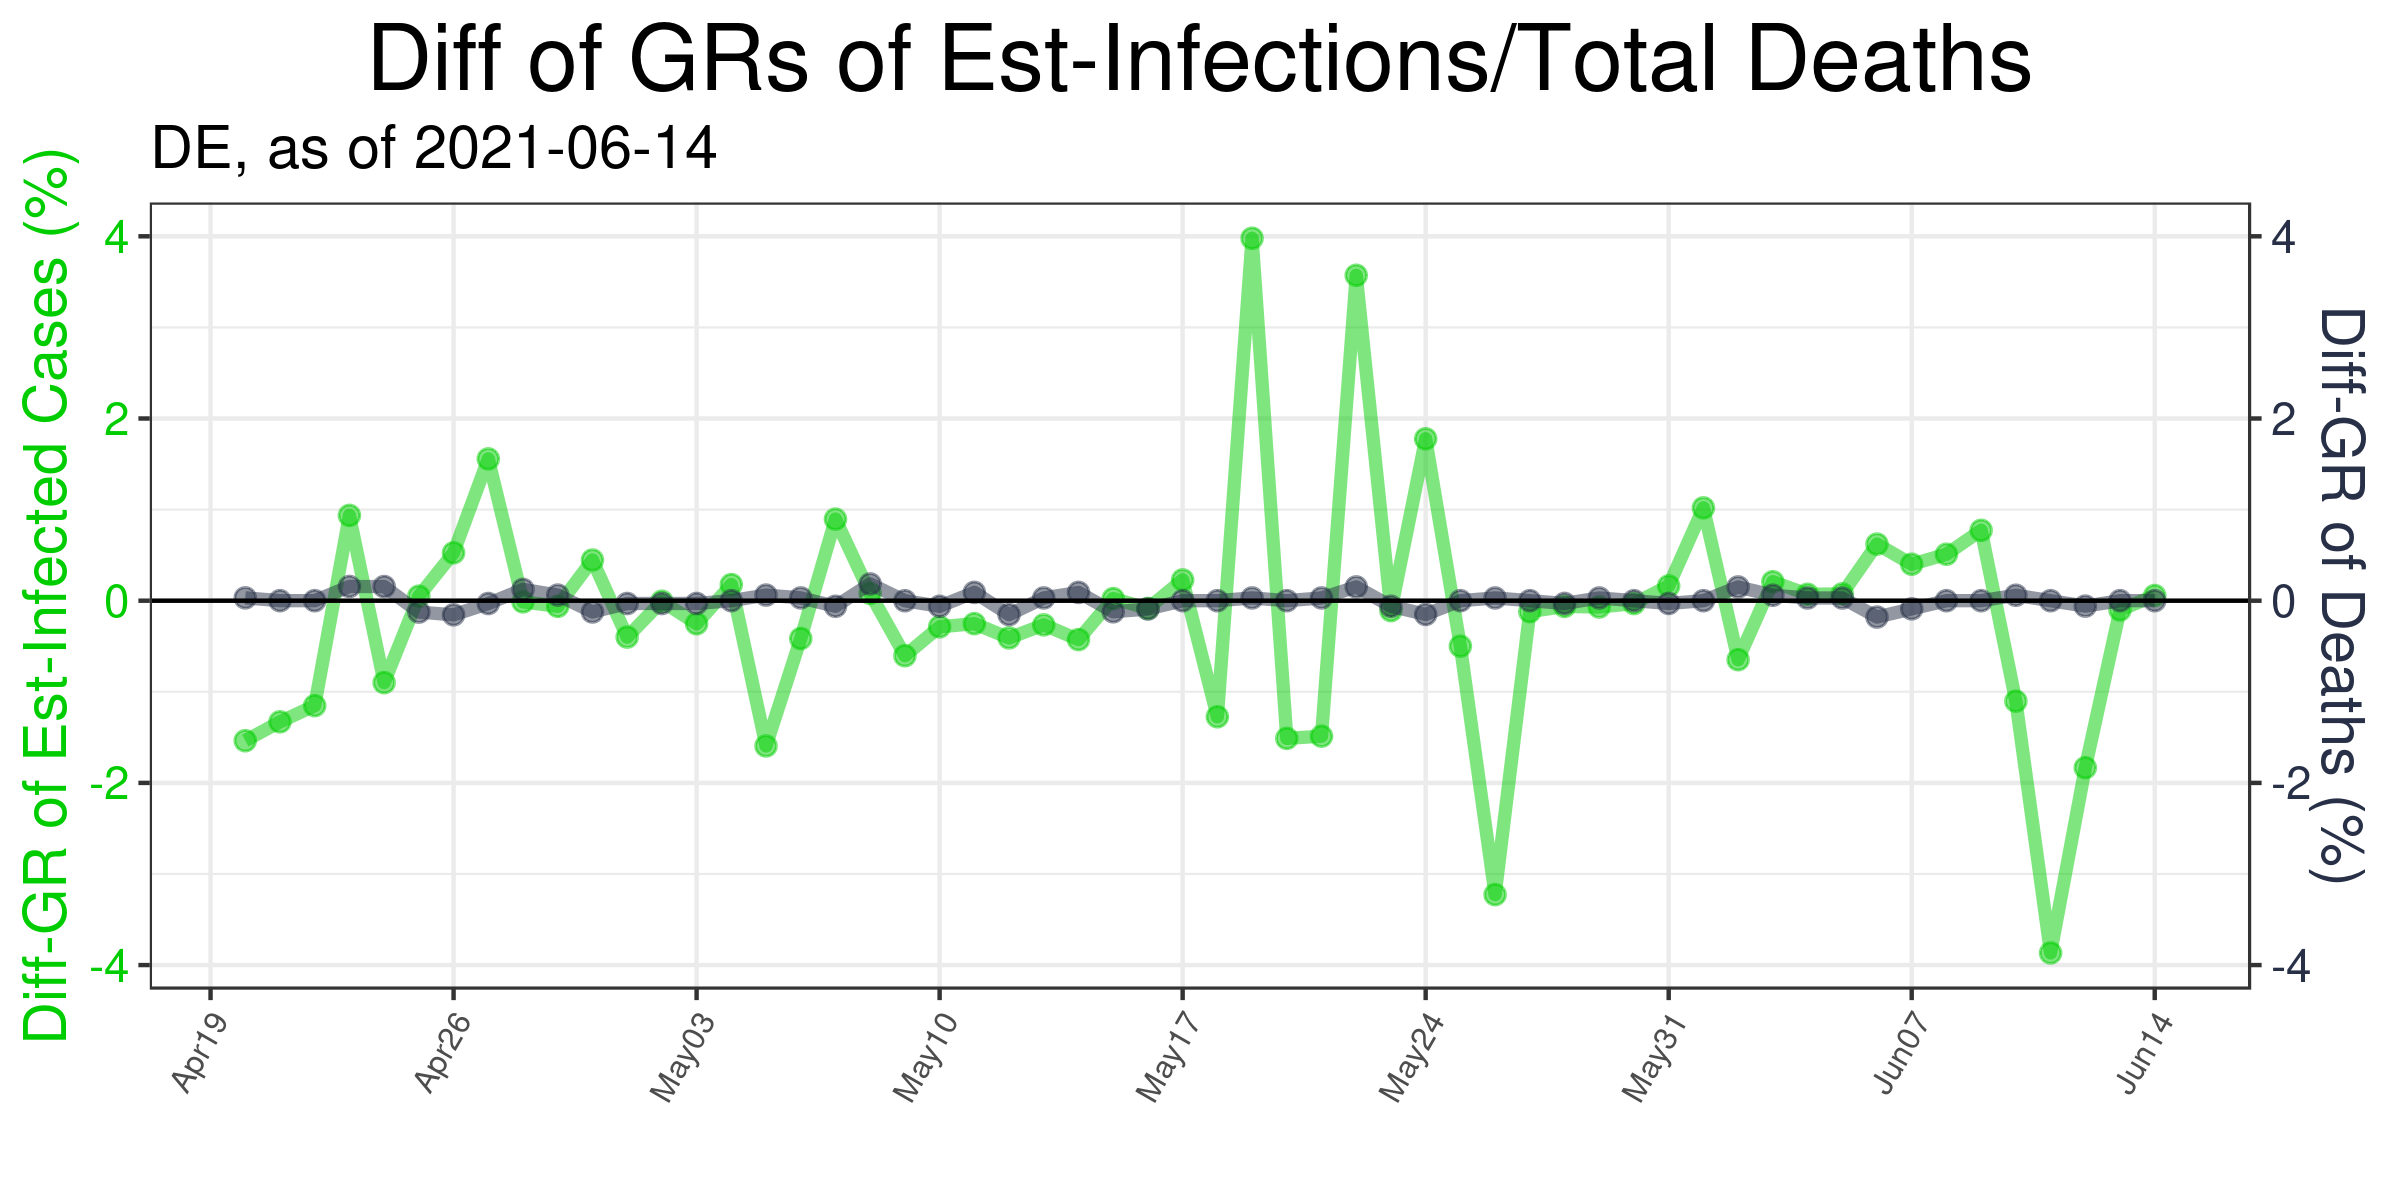 Diff of GRs of Est-Infections/Total Deaths
DE, as of 2021-06-14
Diff-GR of Est-Infected Cases (%)
4
2
0
-2
-4
4
2
0
-2
-4
Diff-GR of Deaths (%)
Apr19
Apr26
May03
May10
May17
May24
May31
Jun07
Jun14